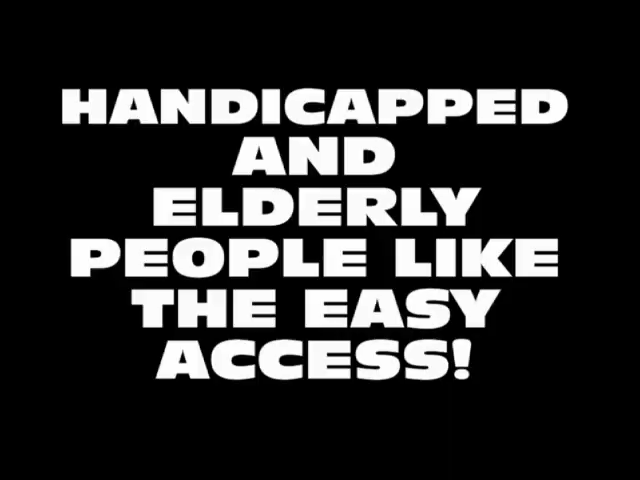 HANDICAPPED
AND
ELDERLY
PEOPLE LIKE
THE EASY
ACCESS!